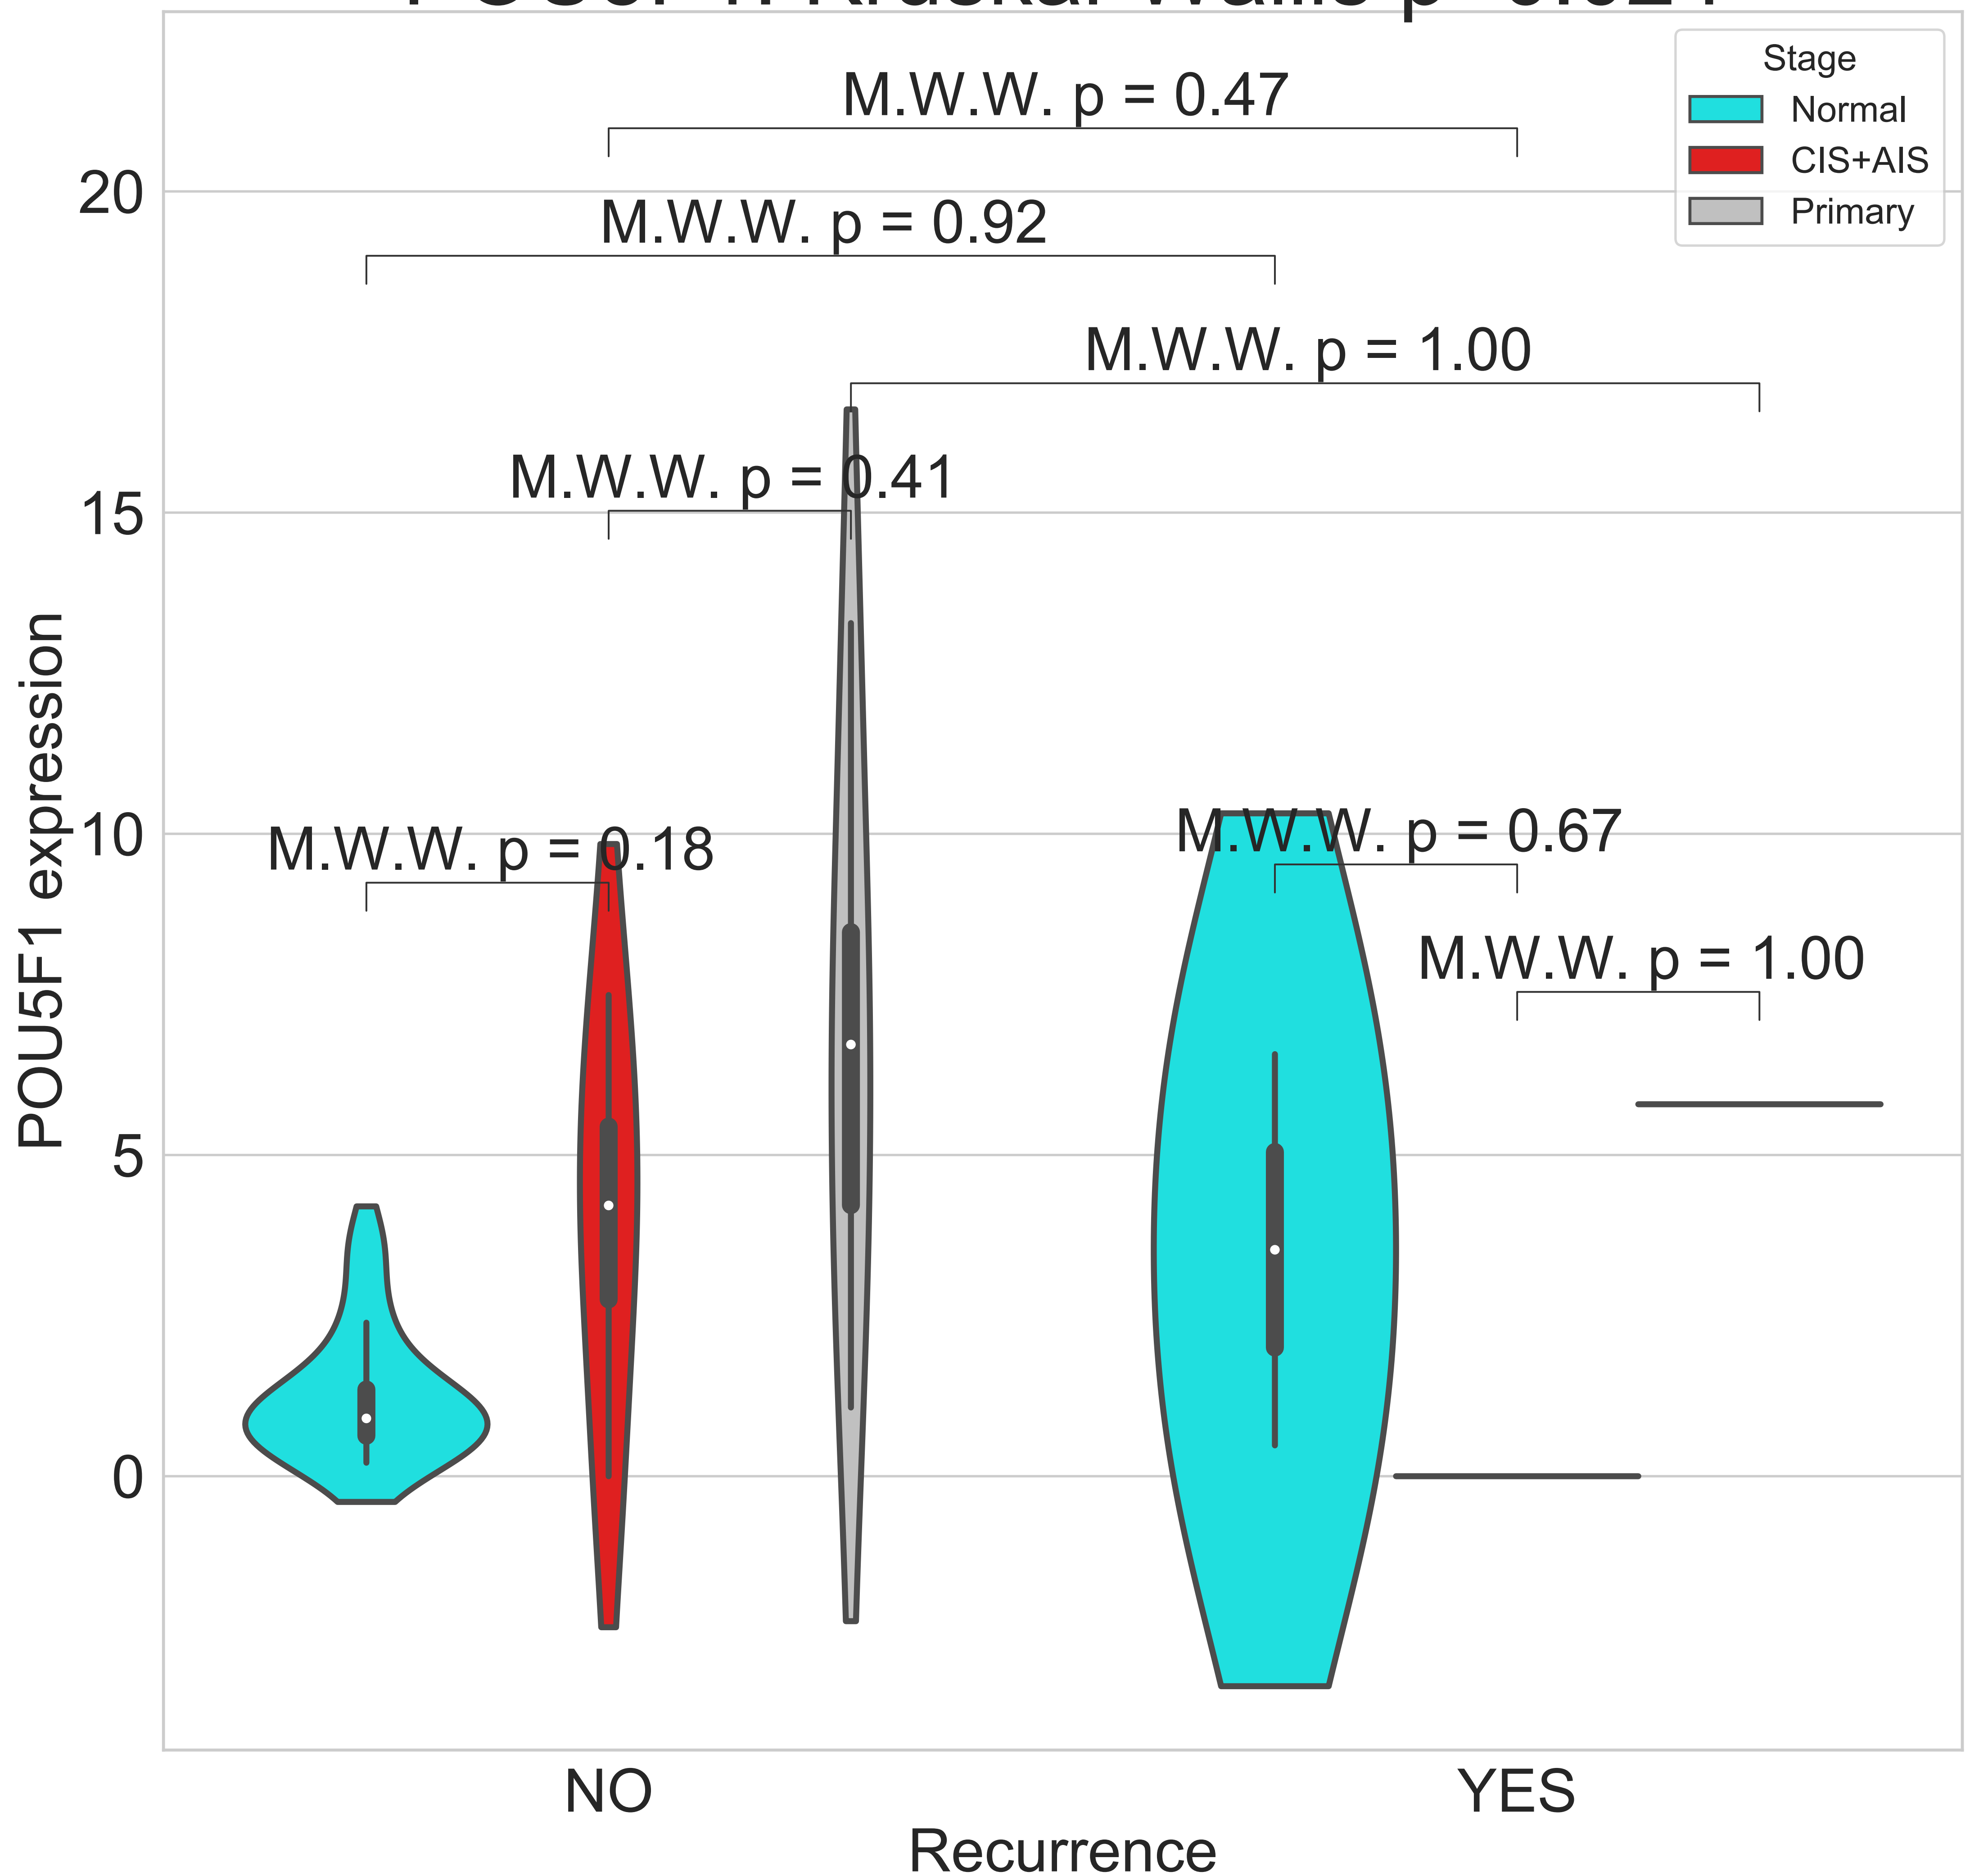 Stage
Normal
CIS+AIS
Primary
M.W.W. p = 0.47
M.W.W. p = 0.92
M.W.W. p = 1.00
M.W.W. p = 0.41
M.W.W. p = 0.18
M.W.W. p = 0.67
M.W.W. p = 1.00
POU5F1 expression
20
15
10
5
0
NO
YES
Recurrence